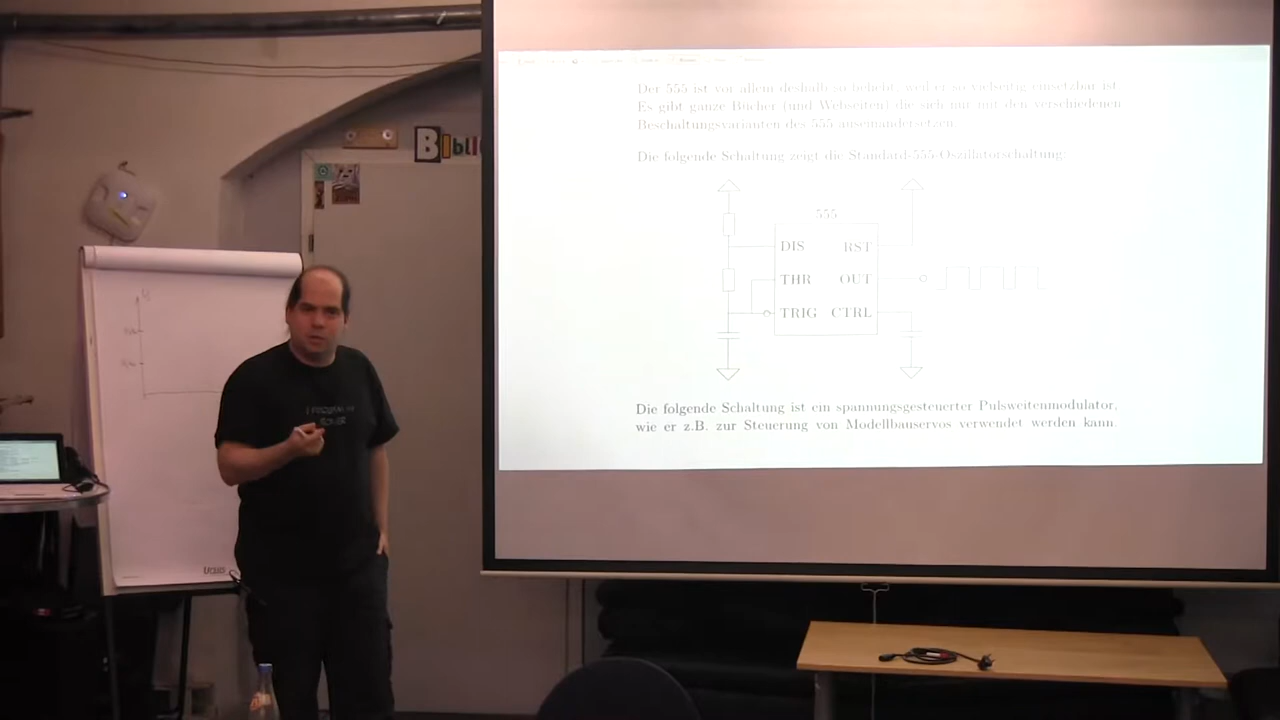 Bibli
Der 555 ist vor allem deshalb so beliebt, weil er so vielseitig einsetzbar ist.
Es gibt ganze Bücher (und Webseiten) die sich nur mit den verschiedenen
Beschaltungsvarianten des 555 auseinandersetzen.
Die folgende Schaltung zeigt die Standard-555-Oszillatorschaltung:
555
DIS RST
THR OUT
TRIG CTRL
Die folgende Schaltung ist ein spannungsgesteuerter Pulsweitenmodulator,
wie er z.B. zur Steuerung von Modellbauservos verwendet werden kann.
I PROGRAM